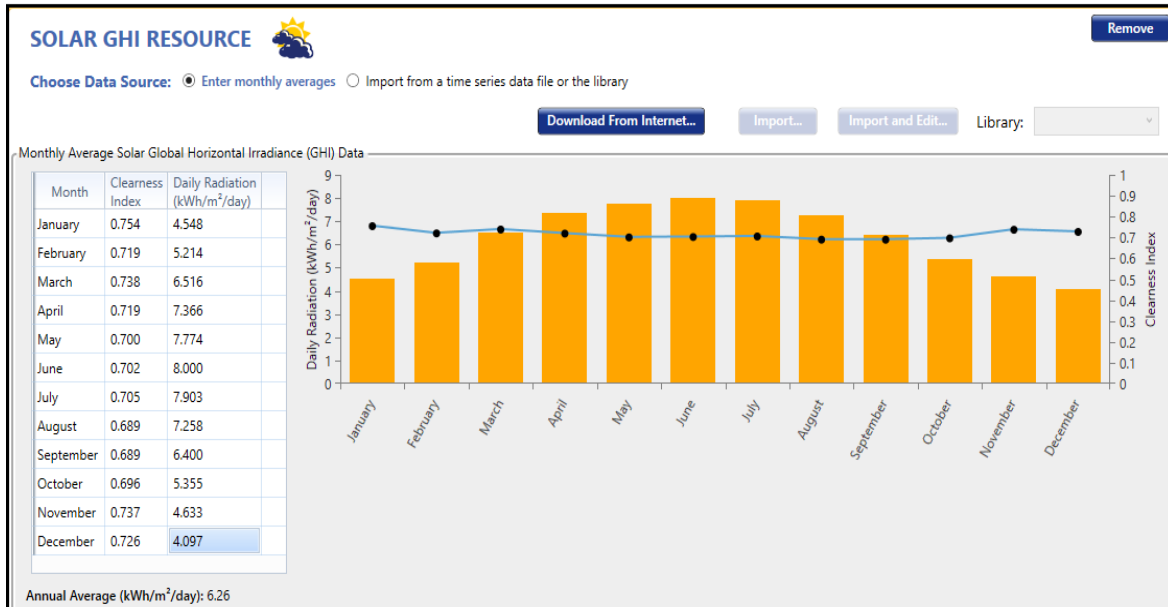 SOLAR GHI RESOURCE
Remove
Choose Data Source: Enter monthly averages Import from a time series data file or the library
Download From Internet... Import... Import and Edit... Library:
Monthly Average Solar Global Horizontal Irradiance (GHI) Data
Month Clearness Index Daily Radiation (kWh/m²/day)
January 0.754 4.548
February 0.719 5.214
March 0.738 6.516
April 0.719 7.366
May 0.700 7.774
June 0.702 8.000
July 0.705 7.903
August 0.689 7.258
September 0.689 6.400
October 0.696 5.355
November 0.737 4.633
December 0.726 4.097
Daily Radiation (kWh/m²/day)
9
8
7
6
5
4
3
2
1
0
1
0.9
0.8
0.7
0.6
0.5
0.4
0.3
0.2
0.1
0
Clearness Index
January February March April May June July August September October November December
Annual Average (kWh/m²/day): 6.26